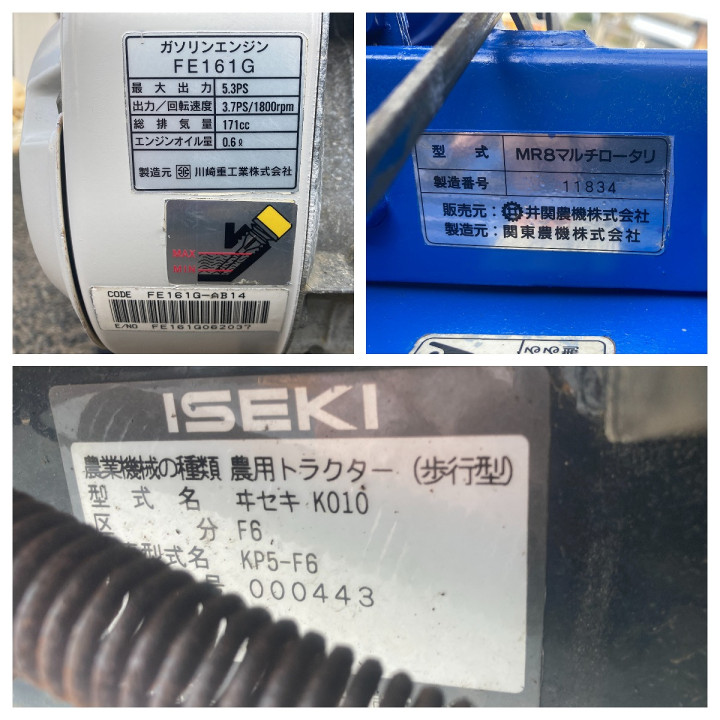 ガソリンエンジン
FE161G
最大出力 5.3PS
出力/回転速度 3.7PS/1800rpm
総排気量 171cc
エンジンオイル量 0.6ℓ
製造元 川崎重工業株式会社
MAX
MIN
CODE FE161G-AB14
E/NO FE161G062037
型式 MR8マルチロータリ
製造番号 11834
販売元:井関農機株式会社
製造元:関東農機株式会社
ISEKI
農業機械の種類 農用トラクター (歩行型)
型式名 ヰセキ K010
区分 F6
型式名 KP5-F6
号 000443